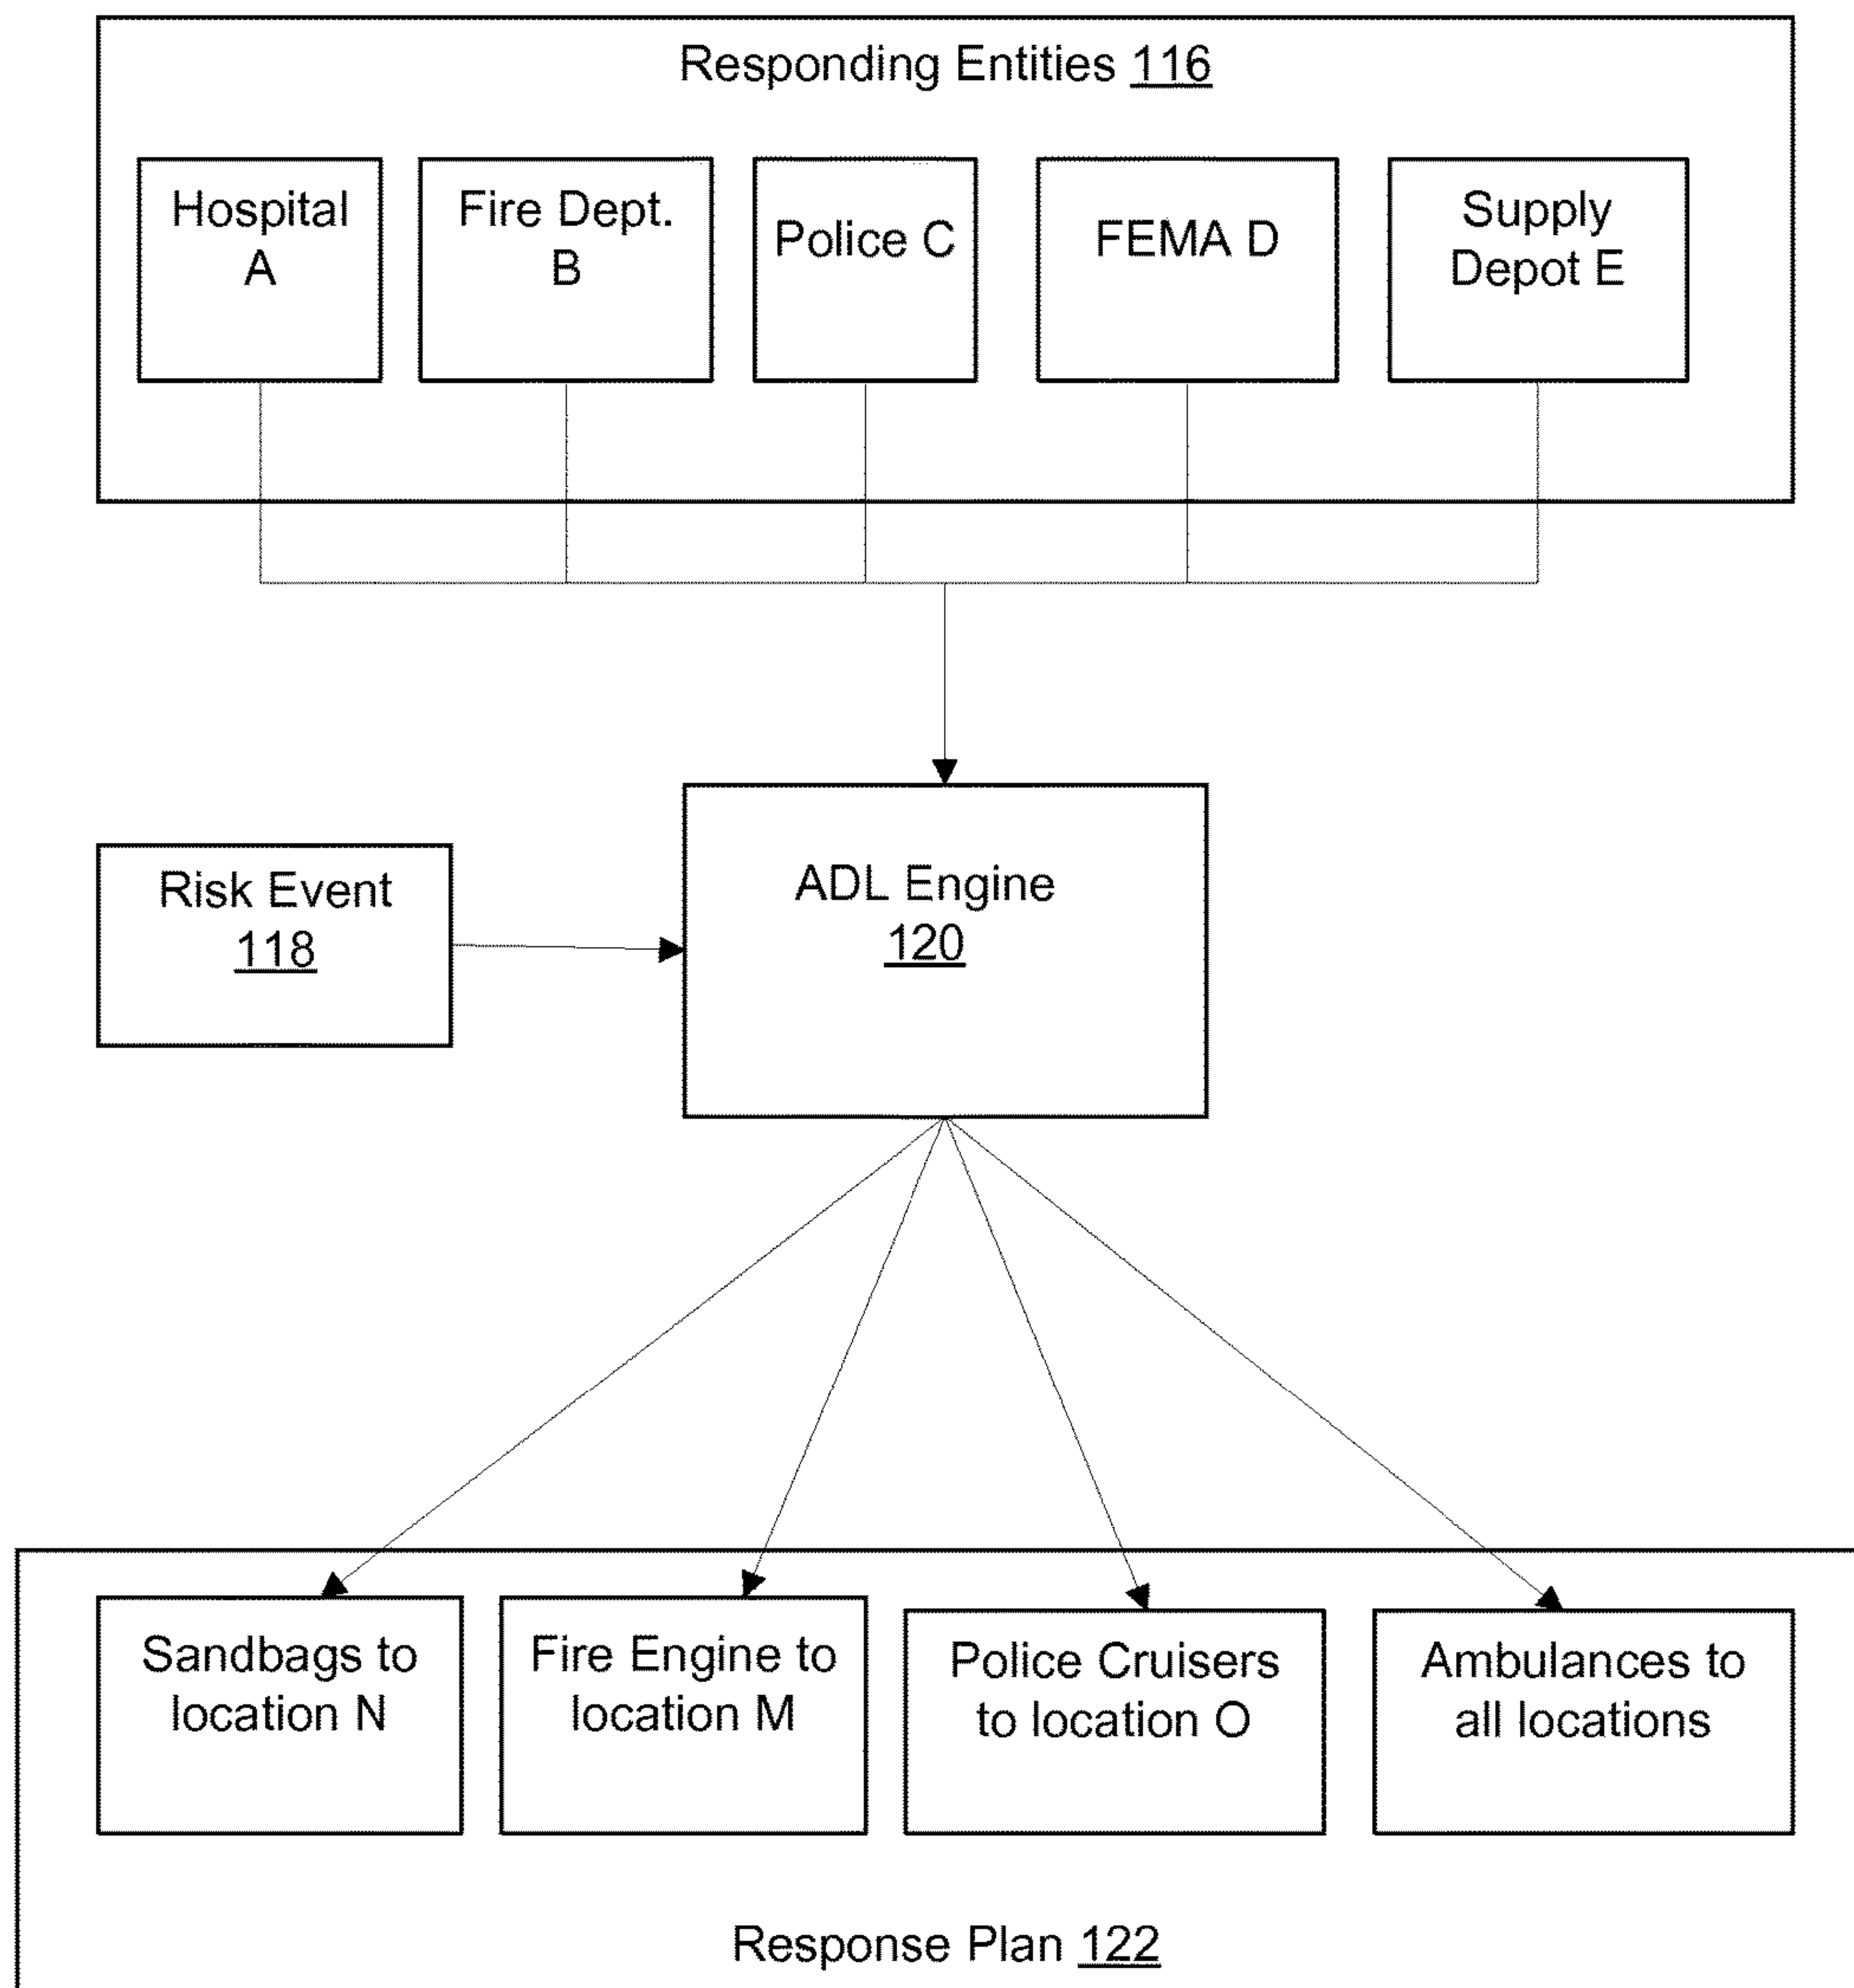 Responding Entities 116
Hospital
A
Fire Dept.
B
Police C
FEMA D
Supply
Depot E
Risk Event
118
ADL Engine
120
Sandbags to
location N
Fire Engine to
location M
Police Cruisers
to location O
Ambulances to
all locations
Response Plan 122